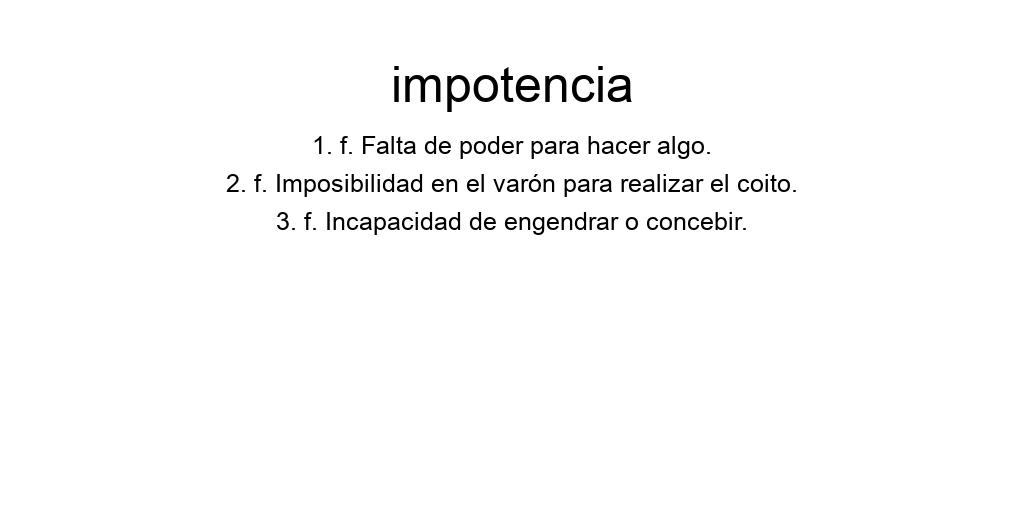 impotencia
1. f. Falta de poder para hacer algo.
2. f. Imposibilidad en el varón para realizar el coito.
3. f. Incapacidad de engendrar o concebir.